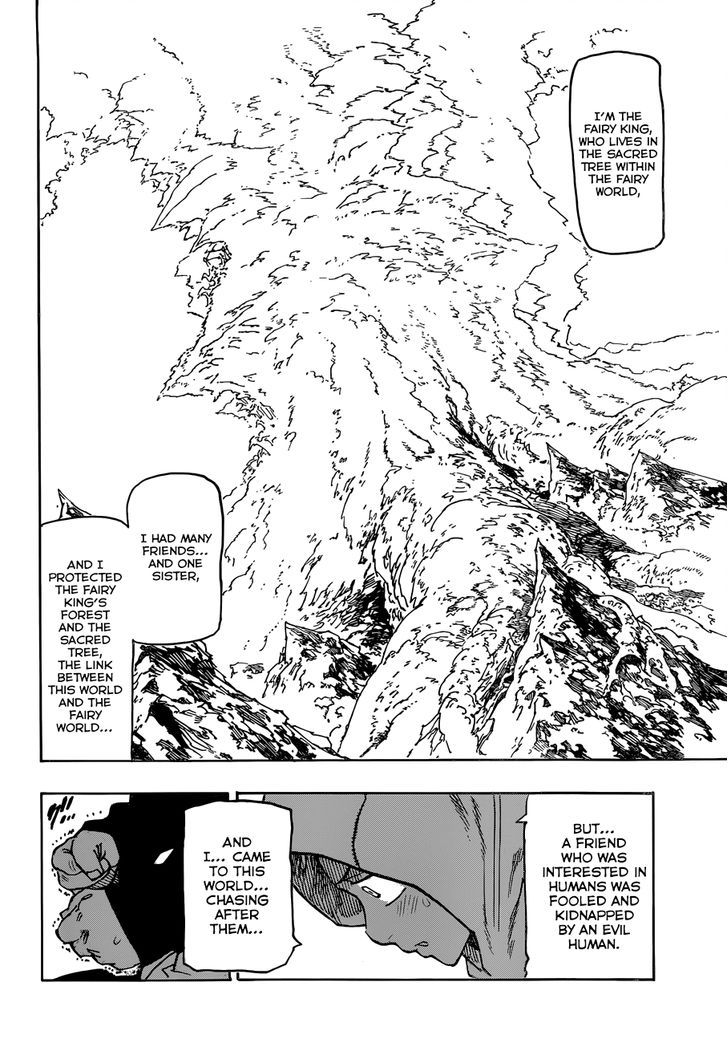 I'M THE
FAIRY KING,
WHO LIVES IN
THE SACRED
TREE WITHIN
THE FAIRY
WORLD,
I HAD MANY
FRIENDS...
AND ONE
SISTER,
AND I
PROTECTED
THE FAIRY
KING'S
FOREST
AND THE
SACRED
TREE,
THE LINK
BETWEEN
THIS WORLD
AND THE
FAIRY
WORLD...
BUT...
A FRIEND
WHO WAS
INTERESTED IN
HUMANS WAS
FOOLED AND
KIDNAPPED
BY AN EVIL
HUMAN.
AND
I... CAME
TO THIS
WORLD...
CHASING
AFTER
THEM...